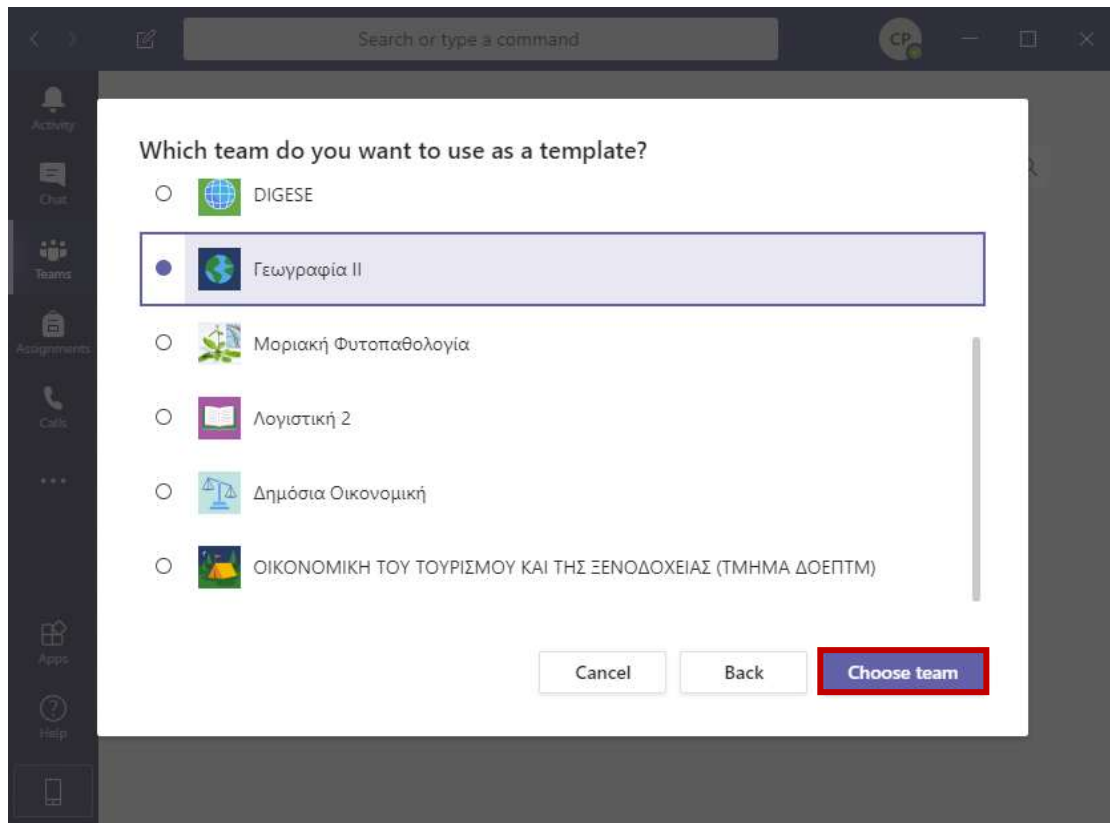 Search or type a command
CP
Activity
Chat
Teams
Assignments
Calls
Apps
Help
Which team do you want to use as a template?
DIGESE
Γεωγραφία ΙΙ
Μοριακή Φυτοπαθολογία
Λογιστική 2
Δημόσια Οικονομική
ΟΙΚΟΝΟΜΙΚΗ ΤΟΥ ΤΟΥΡΙΣΜΟΥ ΚΑΙ ΤΗΣ ΞΕΝΟΔΟΧΕΙΑΣ (ΤΜΗΜΑ ΔΟΕΠΤΜ)
Cancel Back Choose team